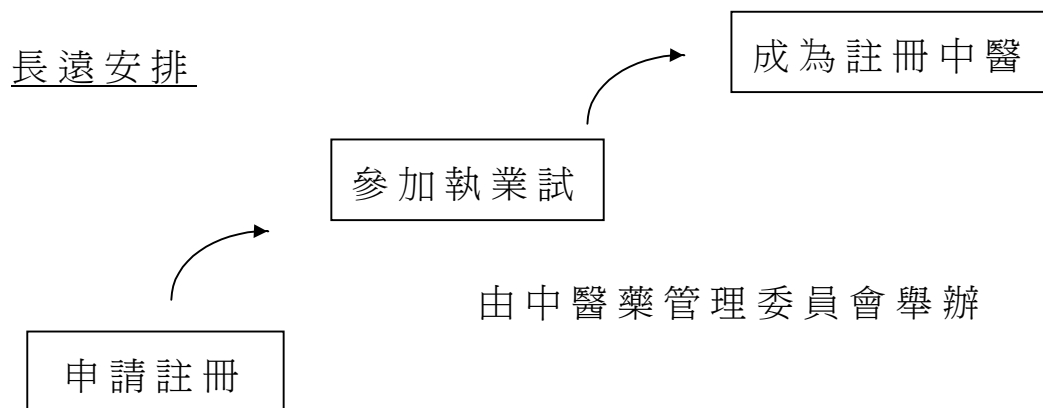 長遠安排
成為註冊中醫
參加執業試
由中醫藥管理委員會舉辦
申請註冊